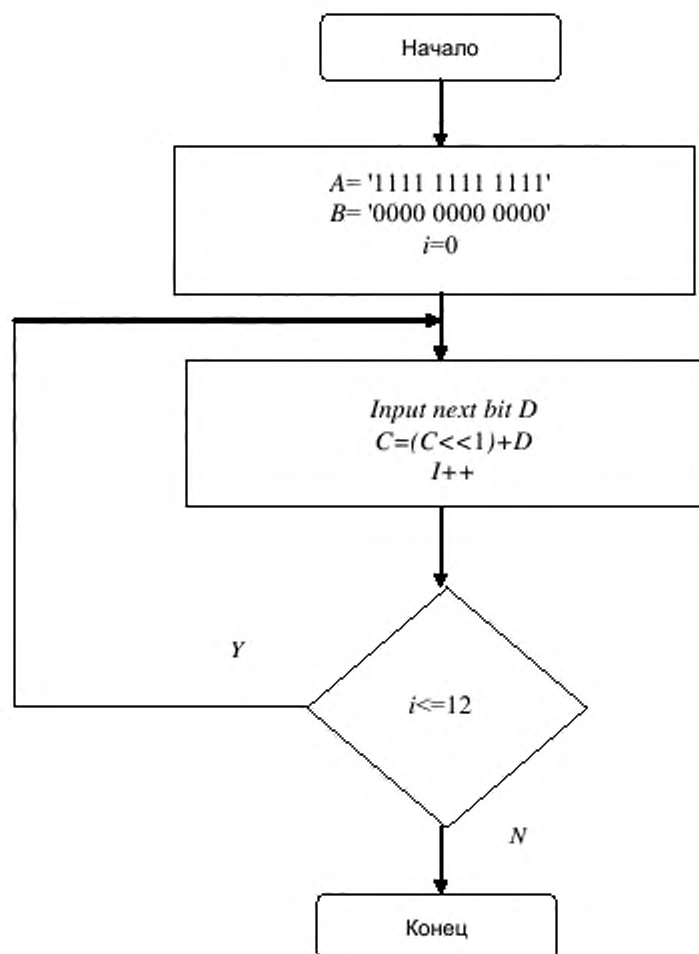 Начало
A= '1111 1111 1111'
B= '0000 0000 0000'
i=0
Input next bit D
C=(C<<1)+D
I++
Y
i<=12
N
Конец